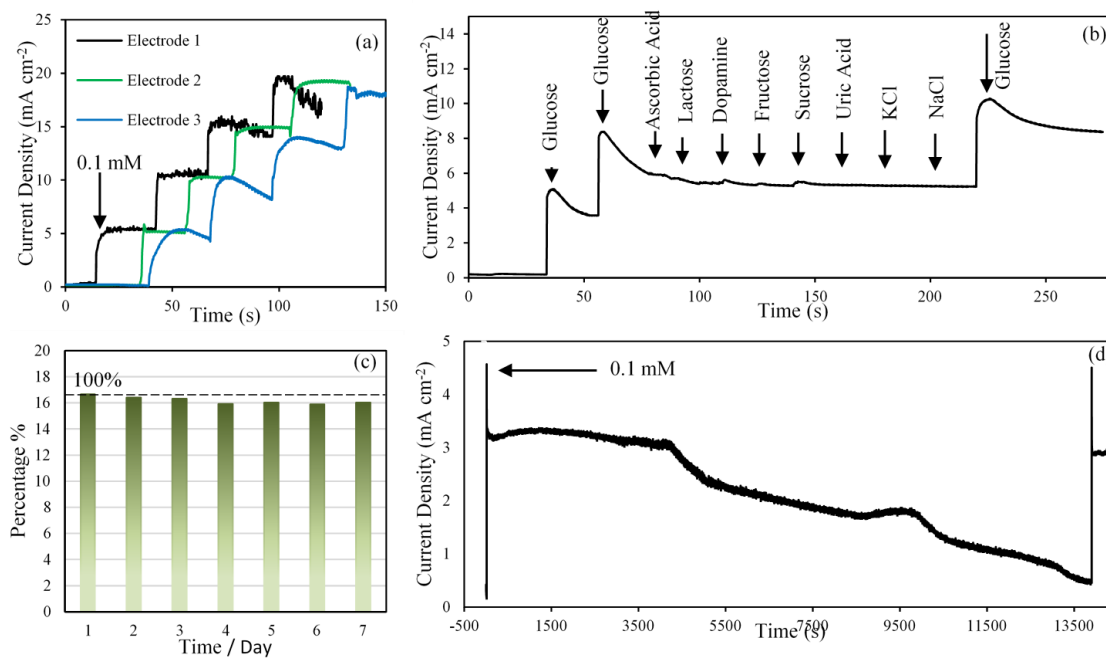 (a)
Current Density (mA cm-2)
25
20
15
10
5
0
Electrode 1
Electrode 2
Electrode 3
0.1 mM
0 50 100 150
Time (s)
(b)
Current Density (mA cm-2)
14
12
10
8
6
4
2
0
Glucose
Glucose
Ascorbic Acid
Lactose
Dopamine
Fructose
Sucrose
Uric Acid
KCl
NaCl
Glucose
0 50 100 150 200 250
Time (s)
(c)
Percentage %
20
18
16
14
12
10
8
6
4
2
0
100%
1 2 3 4 5 6 7
Time / Day
(d
Current Density (mA cm-2)
5
4
3
2
1
0
0.1 mM
-500 1500 3500 5500 7500 9500 11500 13500
Time (s)